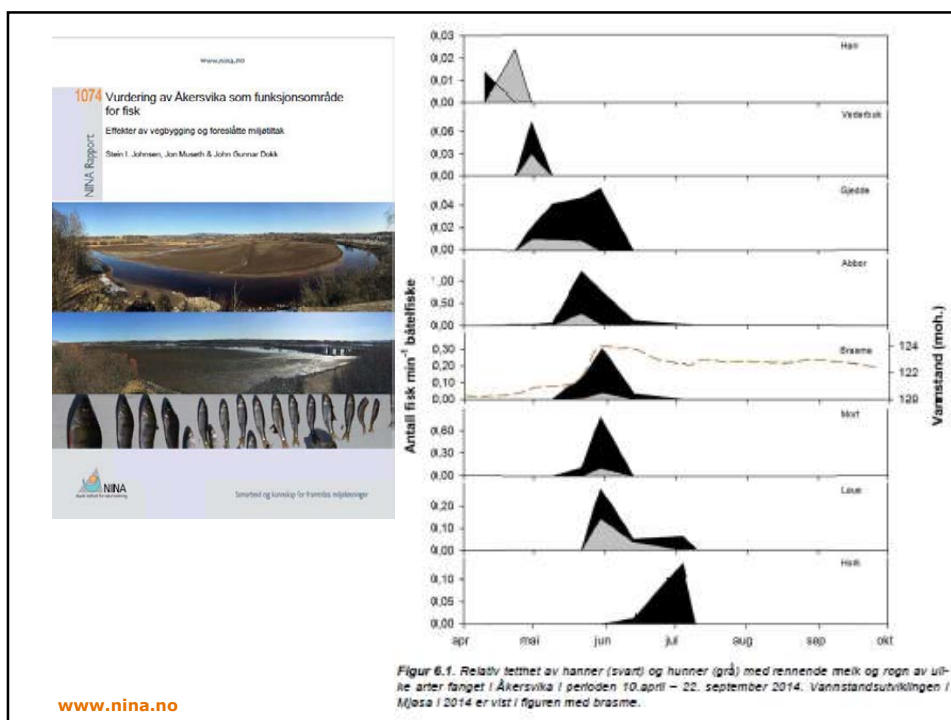 www.nina.no
1074 Vurdering av Åkersvika som funksjonsområde
for fisk
Effekter av vegbygging og foreslåtte miljøtiltak
Stein I. Johnsen, Jon Museth & John Gunnar Dokk
NINA Rapport
NINA
Samarbeid og kunnskap for framtidas miljøløsninger
Antall fisk min⁻¹ båtelfiske
0,03
0,02
0,01
0,00
Harr
0,06
0,03
0,00
Vederbuk
0,04
0,02
0,00
Gjedde
1,00
0,50
0,00
Abbor
0,30
0,20
0,10
0,00
Brasme
124
122
120
Vannstand (moh.)
0,60
0,30
0,00
Mort
0,20
0,10
0,00
Laue
0,10
0,05
0,00
Hork
apr mai jun jul aug sep okt
Figur 6.1. Relativ tetthet av hanner (svart) og hunner (grå) med rennende melk og rogn av uli-
ke arter fanget i Åkersvika i perioden 10.april – 22. september 2014. Vannstandsutviklingen i
Mjøsa i 2014 er vist i figuren med brasme.
www.nina.no